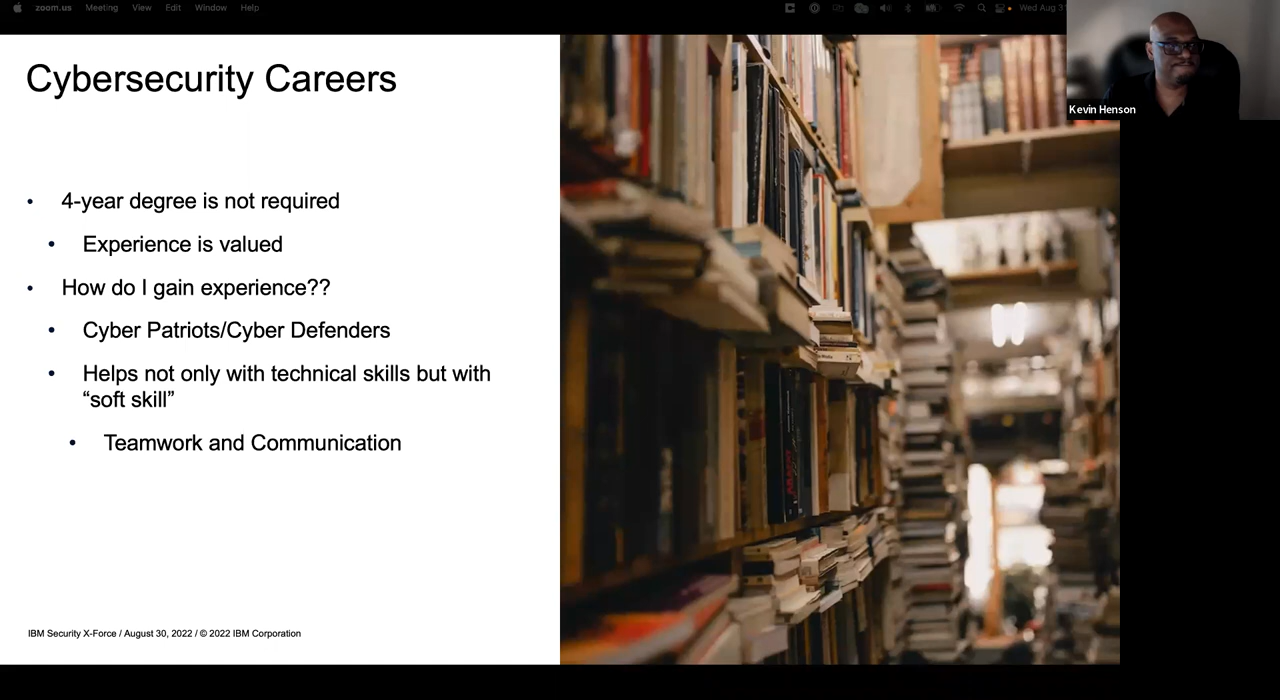 zoom.us Meeting View Edit Window Help
Wed Aug 31
Kevin Henson
Cybersecurity Careers
• 4-year degree is not required
• Experience is valued
• How do I gain experience??
• Cyber Patriots/Cyber Defenders
• Helps not only with technical skills but with
“soft skill”
• Teamwork and Communication
IBM Security X-Force / August 30, 2022 / © 2022 IBM Corporation